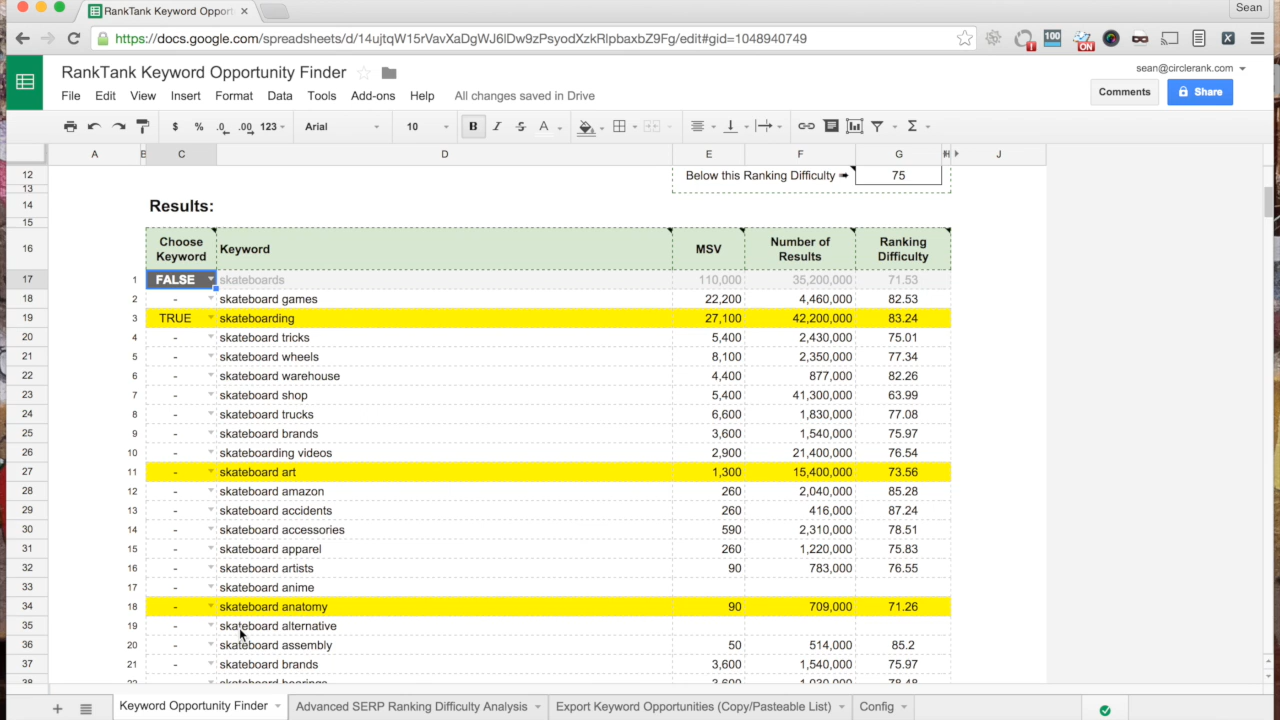 RankTank Keyword Opport
Sean
https://docs.google.com/spreadsheets/d/14ujtqW15rVavXaDgWJ6lDw9zPsyodXzkRlpbaxbZ9Fg/edit#gid=1048940749
100
ON
X
RankTank Keyword Opportunity Finder
sean@circlerank.com
File Edit View Insert Format Data Tools Add-ons Help All changes saved in Drive
Comments
Share
$ % .0 .00 123 Arial 10 B I S A Σ
A B C D E F G H J
12 Below this Ranking Difficulty ➡ 75
13
14 Results:
15
16 Choose Keyword Keyword MSV Number of Results Ranking Difficulty
17 1 FALSE skateboards 110,000 35,200,000 71.53
18 2 - skateboard games 22,200 4,460,000 82.53
19 3 TRUE skateboarding 27,100 42,200,000 83.24
20 4 - skateboard tricks 5,400 2,430,000 75.01
21 5 - skateboard wheels 8,100 2,350,000 77.34
22 6 - skateboard warehouse 4,400 877,000 82.26
23 7 - skateboard shop 5,400 41,300,000 63.99
24 8 - skateboard trucks 6,600 1,830,000 77.08
25 9 - skateboard brands 3,600 1,540,000 75.97
26 10 - skateboarding videos 2,900 21,400,000 76.54
27 11 - skateboard art 1,300 15,400,000 73.56
28 12 - skateboard amazon 260 2,040,000 85.28
29 13 - skateboard accidents 260 416,000 87.24
30 14 - skateboard accessories 590 2,310,000 78.51
31 15 - skateboard apparel 260 1,220,000 75.83
32 16 - skateboard artists 90 783,000 76.55
33 17 - skateboard anime
34 18 - skateboard anatomy 90 709,000 71.26
35 19 - skateboard alternative
36 20 - skateboard assembly 50 514,000 85.2
37 21 - skateboard brands 3,600 1,540,000 75.97
Keyword Opportunity Finder Advanced SERP Ranking Difficulty Analysis Export Keyword Opportunities (Copy/Pasteable List) Config